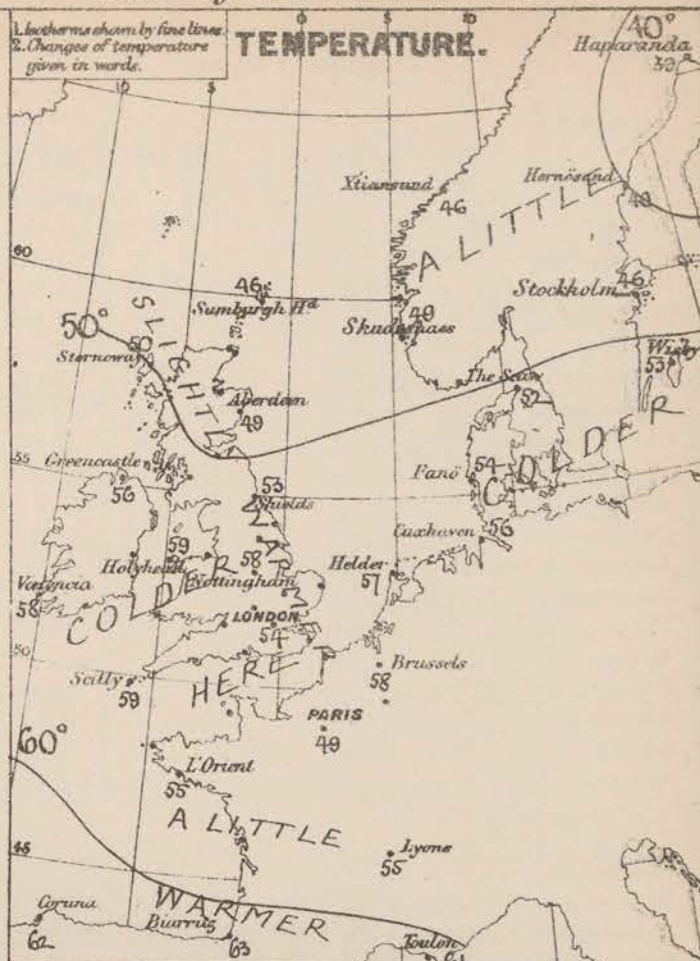 1. Isotherms shown by fine lines.
2. Changes of temperature
given in words.
TEMPERATURE.
0
5
10
5
40°
Haparanda
39
Xtiansund
46
Hernösand
40
A LITTLE
60
46
Sumburgh Hd
Stockholm
46
49
Skudesnaes
50°
50
Stornoway
SLIGHTLY
Wisby
53
The Scaw
52
Aberdeen
49
COLDER
55
Greencastle
56
53
Shields
Fanö
54
Cuxhaven
56
59
Holyhead
58
Nottingham
Helder
57
Valencia
58
COLDER
LONDON
54
50
Brussels
58
Scilly
59
HERE
PARIS
49
60°
L'Orient
55
A LITTLE
45
Lyons
55
WARMER
Coruna
62
Biarritz
63
Toulon